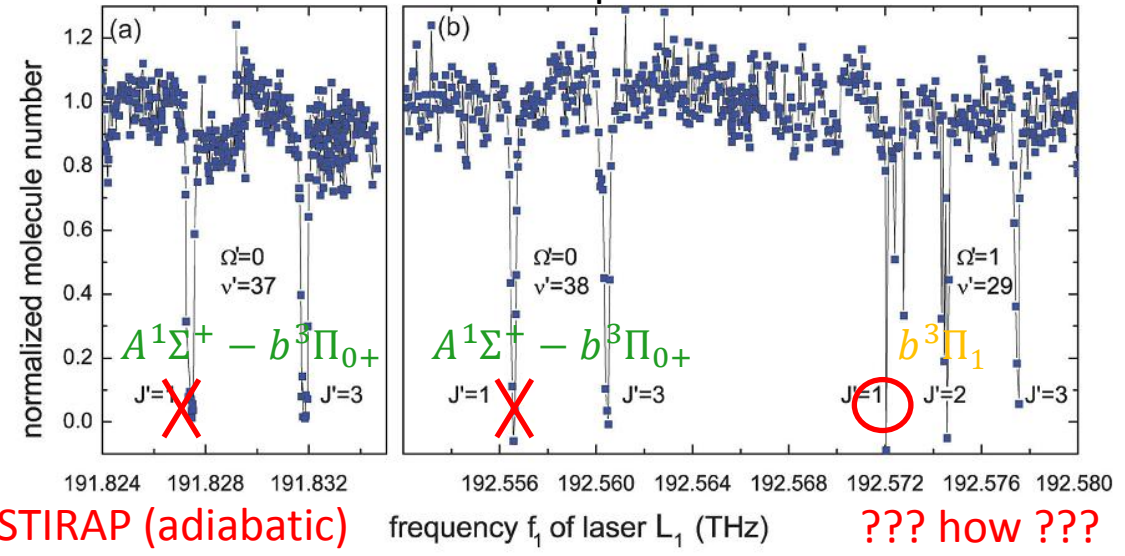 (a)
(b)
normalized molecule number
1.2
1.0
0.8
0.6
0.4
0.2
0.0
Ω'=0
ν'=37
A¹Σ⁺ − b³Π₀₊
J'=1
J'=3
Ω'=0
ν'=38
A¹Σ⁺ − b³Π₀₊
J'=1
J'=3
Ω'=1
ν'=29
b³Π₁
J'=1
J'=2
J'=3
191.824 191.828 191.832
192.556 192.560 192.564 192.568 192.572 192.576 192.580
STIRAP (adiabatic)
frequency f₁ of laser L₁ (THz)
??? how ???